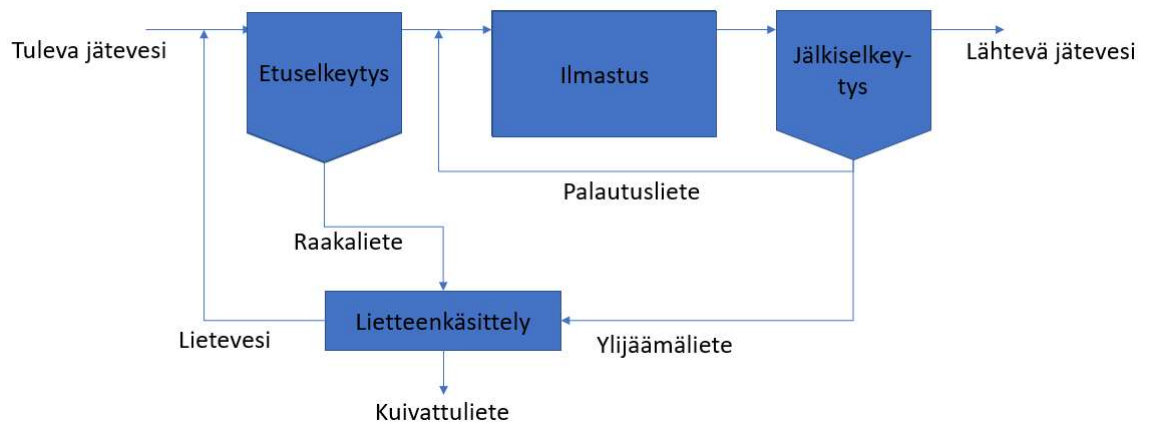 Tuleva jätevesi
Etuselkeytys
Ilmastus
Jälkiselkey-
tys
Lähtevä jätevesi
Palautusliete
Raakaliete
Lietteenkäsittely
Lietevesi
Ylijäämäliete
Kuivattuliete